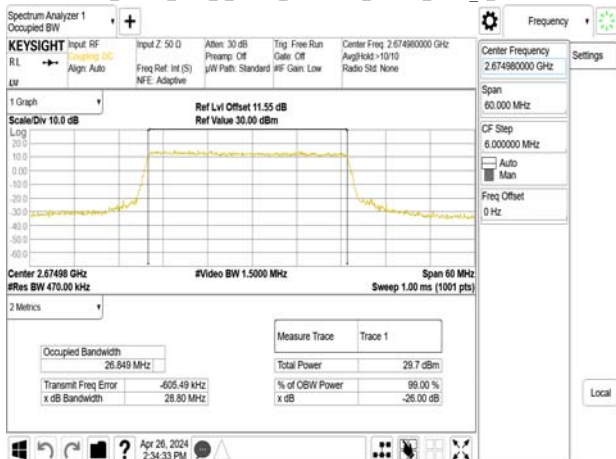 Spectrum Analyzer 1
Occupied BW
Frequency
KEYSIGHT
Input: RF
Coupling: DC
Align: Auto
Input Z: 50 Ω
Freq Ref: Int (S)
NFE: Adaptive
Atten: 30 dB
Preamp: Off
µW Path: Standard
Trig: Free Run
Gate: Off
#IF Gain: Low
Center Freq: 2.674980000 GHz
Avg|Hold:>10/10
Radio Std: None
RL
Center Frequency
2.674980000 GHz
Settings
Span
60.000 MHz
CF Step
6.000000 MHz
Auto
Man
Freq Offset
0 Hz
1 Graph
Scale/Div 10.0 dB
Ref Lvl Offset 11.55 dB
Ref Value 30.00 dBm
Log
20.0
10.0
0.00
-10.0
-20.0
-30.0
-40.0
-50.0
-60.0
Center 2.67498 GHz
#Res BW 470.00 kHz
#Video BW 1.5000 MHz
Span 60 MHz
Sweep 1.00 ms (1001 pts)
2 Metrics
Measure Trace Trace 1
Occupied Bandwidth
26.849 MHz
Total Power 29.7 dBm
Transmit Freq Error -605.49 kHz
% of OBW Power 99.00 %
x dB Bandwidth 28.80 MHz
x dB -26.00 dB
Local
Apr 26, 2024
2:34:33 PM